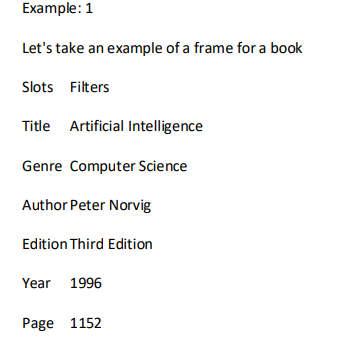 Example: 1
Let's take an example of a frame for a book
Slots Filters
Title Artificial Intelligence
Genre Computer Science
Author Peter Norvig
Edition Third Edition
Year 1996
Page 1152